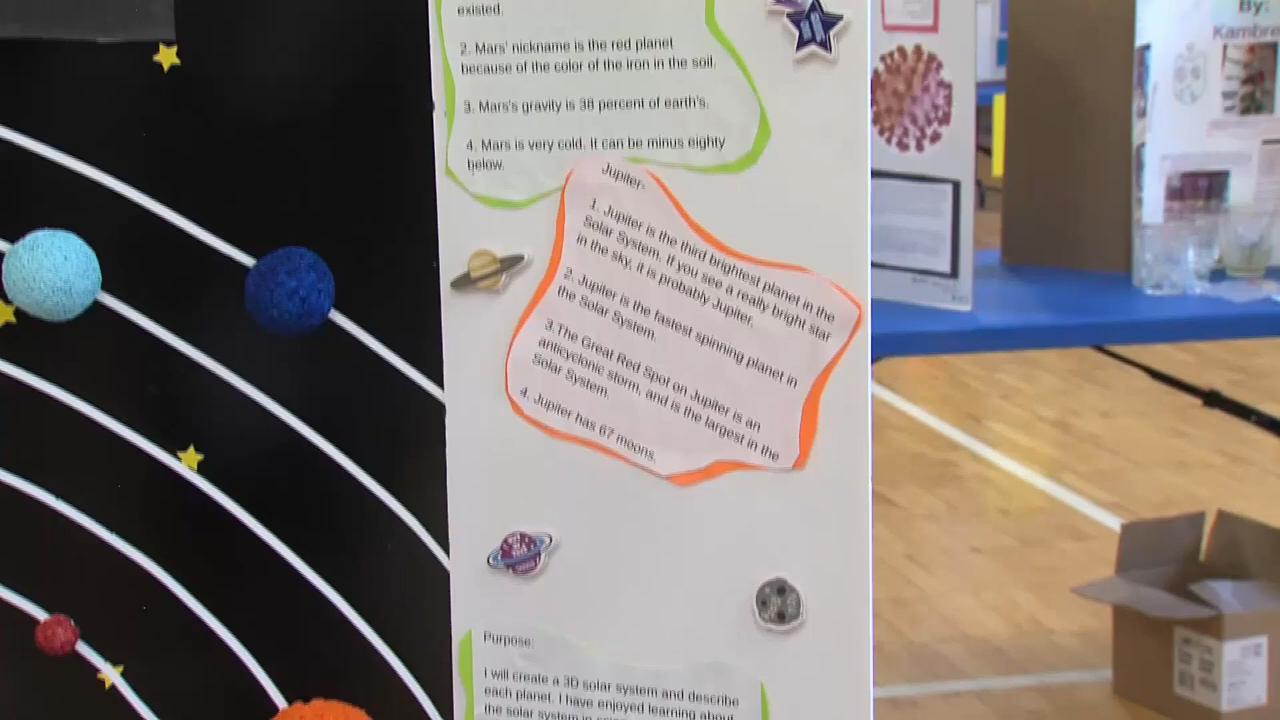 existed.
2. Mars' nickname is the red planet
because of the color of the iron in the soil.
3. Mars's gravity is 38 percent of earth's.
4. Mars is very cold. It can be minus eighty
below.
Jupiter-
1. Jupiter is the third brightest planet in the
Solar System. If you see a really bright star
in the sky, it is probably Jupiter.
2. Jupiter is the fastest spinning planet in
the Solar System.
3.The Great Red Spot on Jupiter is an
anticyclonic storm, and is the largest in the
Solar System.
4. Jupiter has 67 moons.
Purpose:
I will create a 3D solar system and describe
each planet. I have enjoyed learning about
the solar system in
By:
Kambre